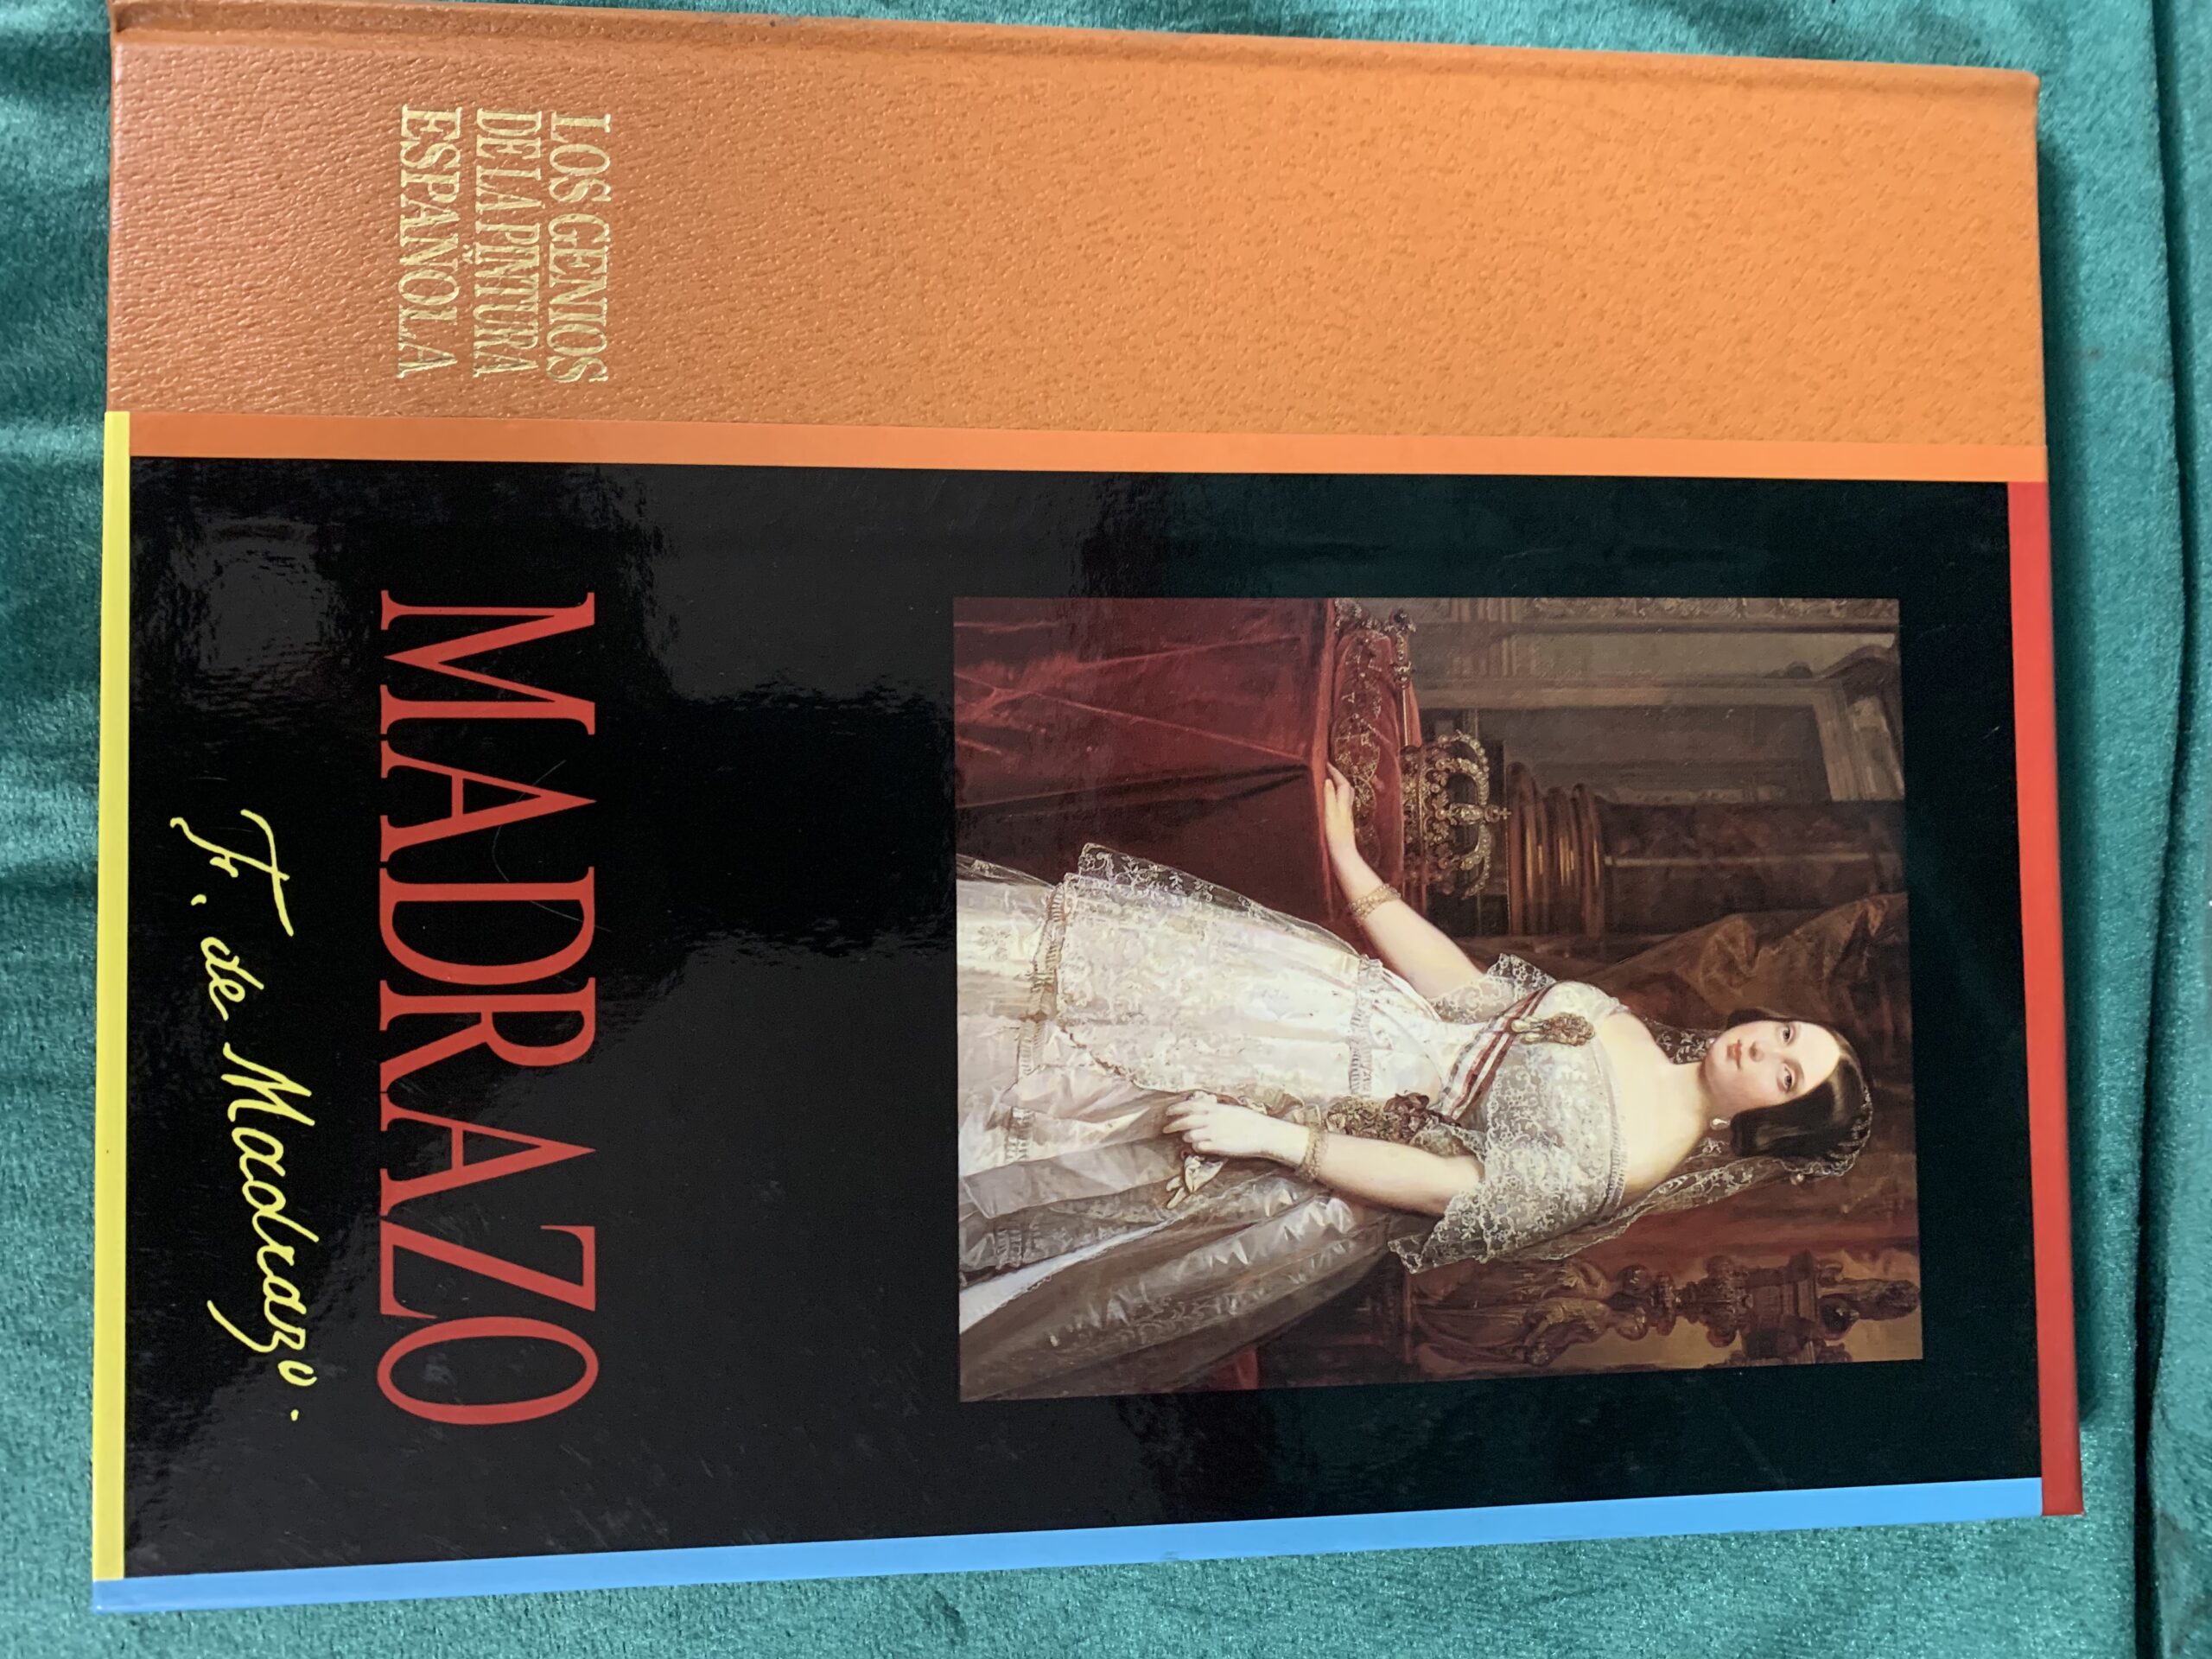 LOS GENIOS
DE LA PINTURA
ESPAÑOLA
MADRAZO
F. de Madrazo.